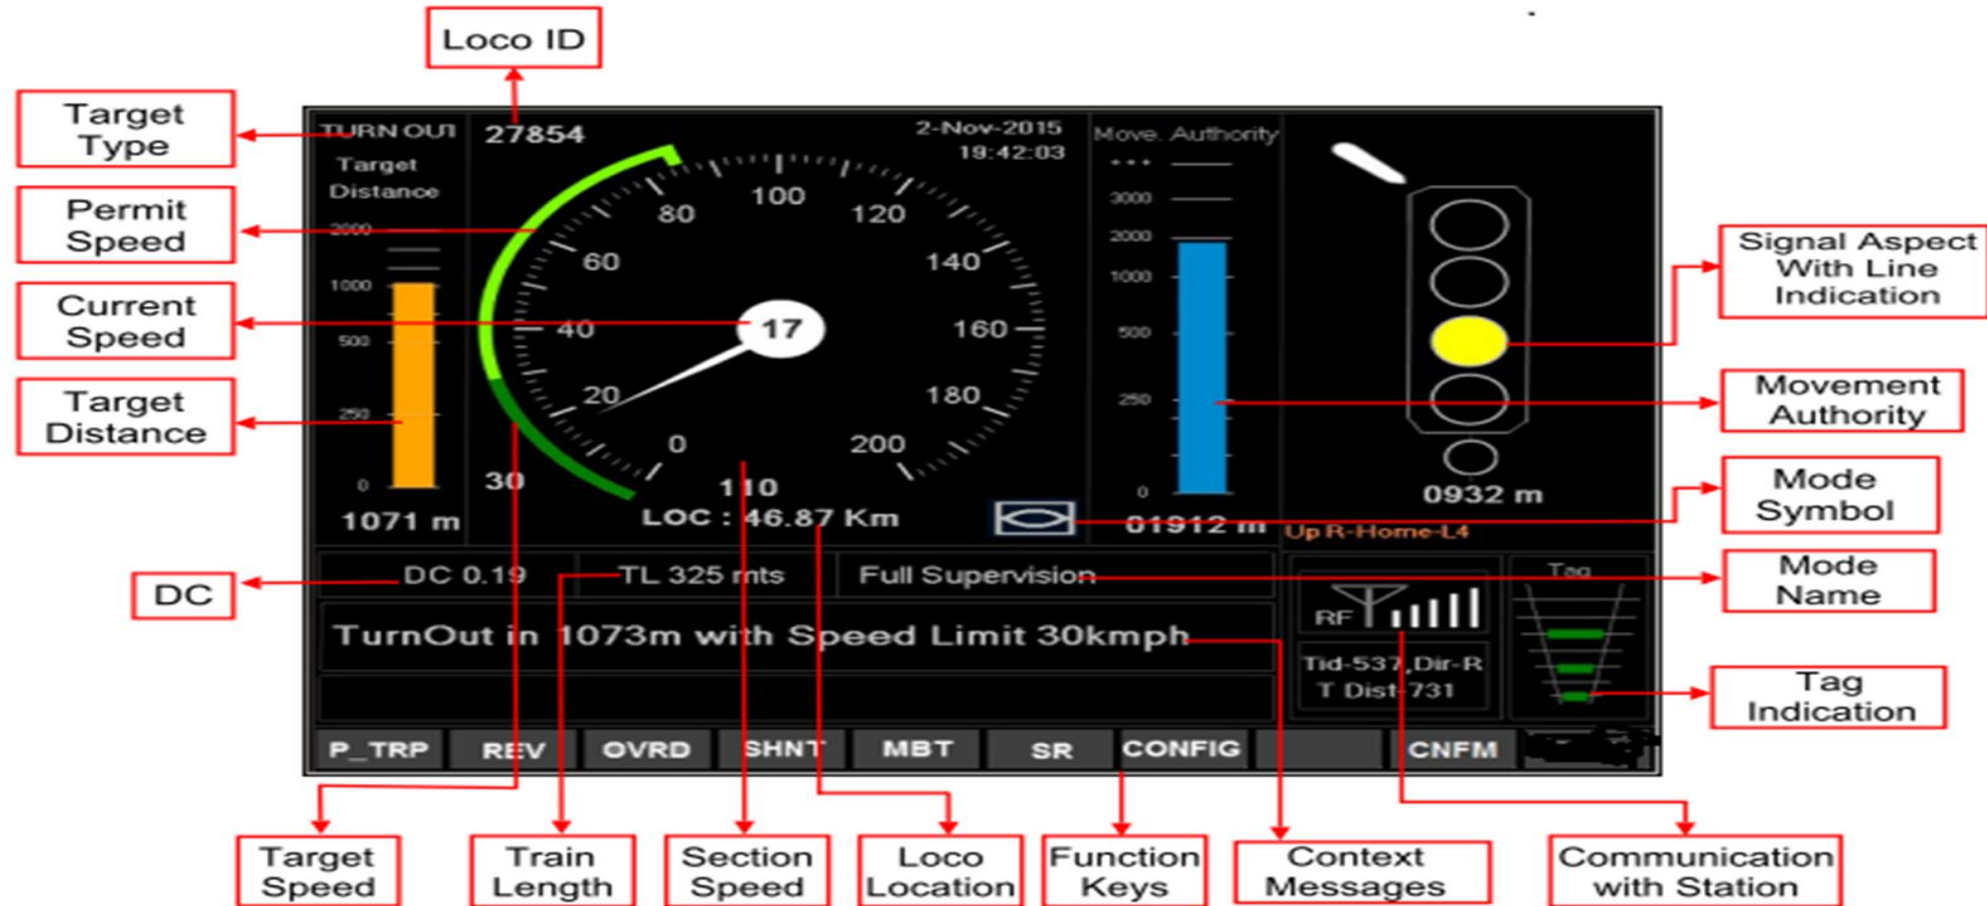 Loco ID
Target
Type
Permit
Speed
Current
Speed
Target
Distance
DC
TURN OUT
Target
Distance
2000
1000
500
250
0
1071 m
27854
2-Nov-2015
19:42:03
0
20
40
60
80
100
120
140
160
180
200
17
30
110
LOC : 46.87 Km
Move. Authority
3000
2000
1000
500
250
0
01912 m
0932 m
Up R-Home-L4
DC 0.19
TL 325 mts
Full Supervision
TurnOut in 1073m with Speed Limit 30kmph
RF
Tid-537,Dir-R
T Dist-731
Tag
P_TRP REV OVRD SHNT MBT SR CONFIG CNFM
Signal Aspect
With Line
Indication
Movement
Authority
Mode
Symbol
Mode
Name
Tag
Indication
Target
Speed
Train
Length
Section
Speed
Loco
Location
Function
Keys
Context
Messages
Communication
with Station